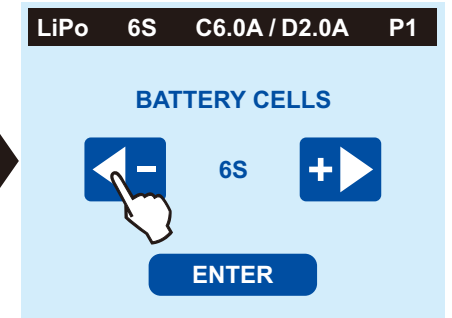 LiPo 6S C6.0A / D2.0A P1
BATTERY CELLS
- 6S +
ENTER